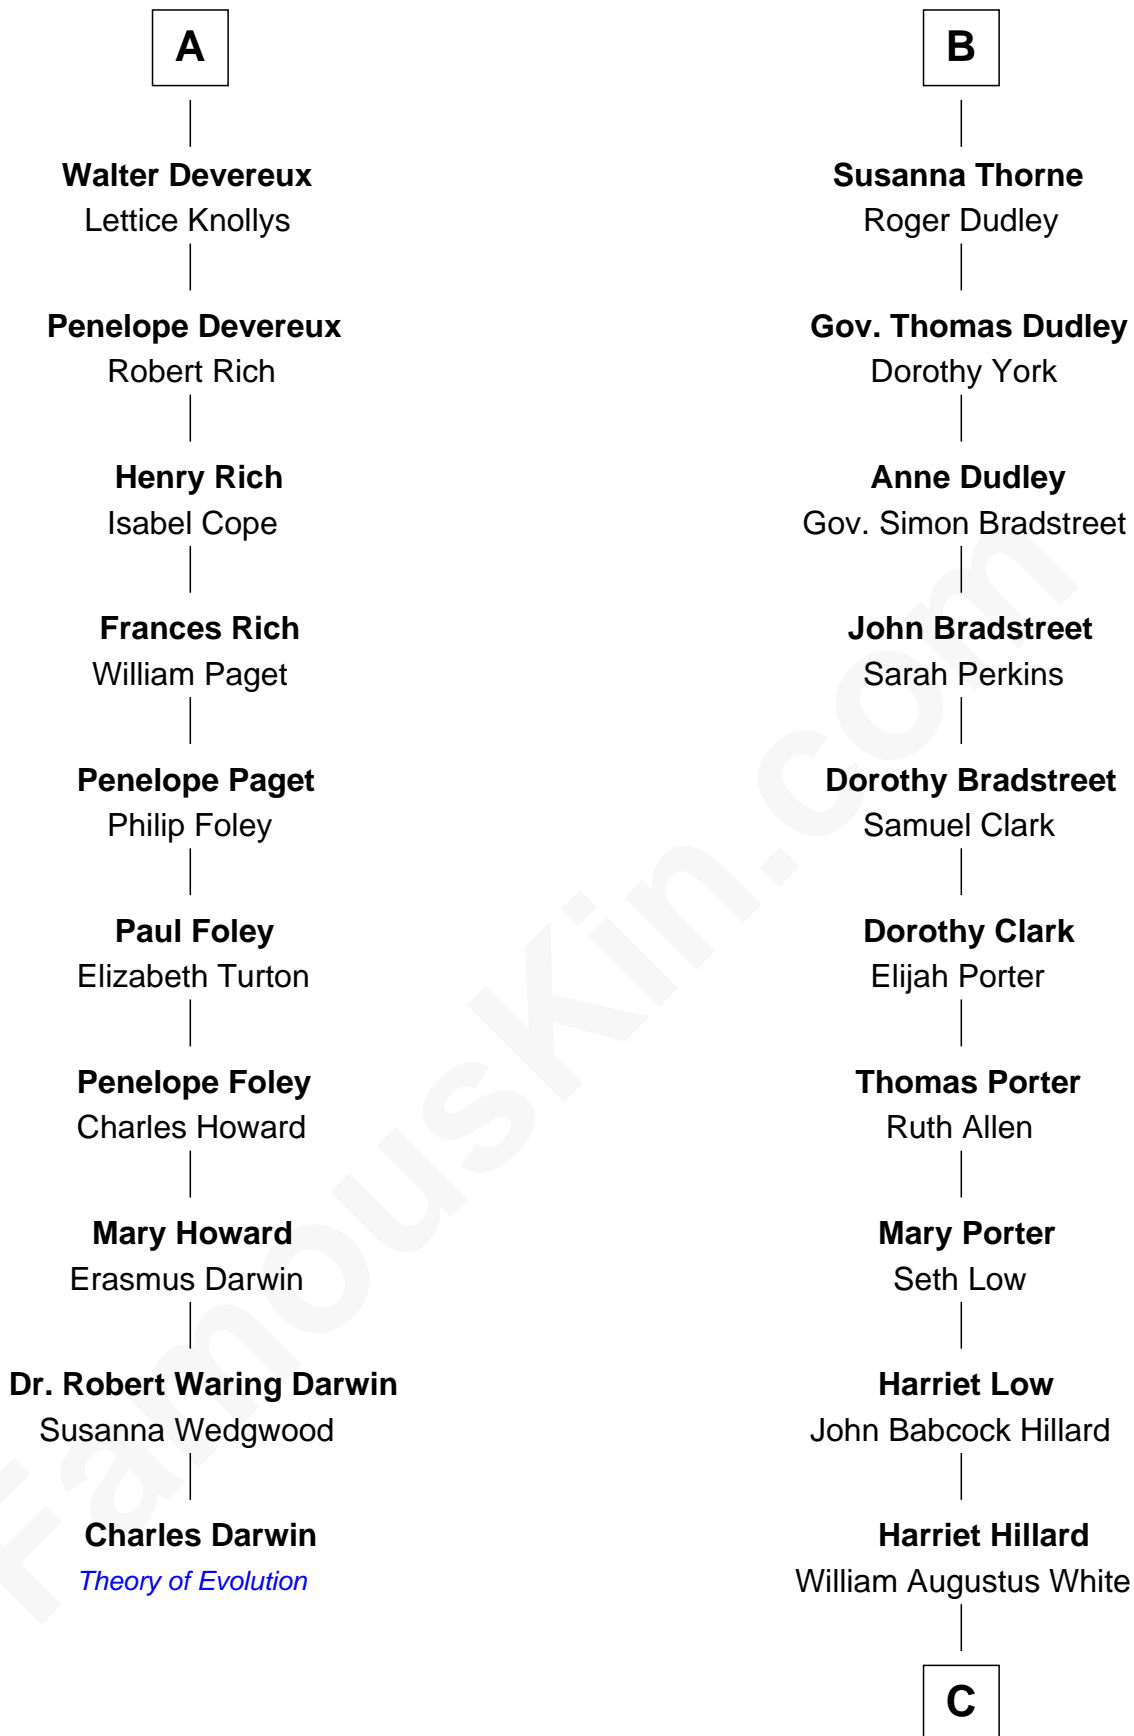 A
Walter Devereux
Lettice Knollys
Penelope Devereux
Robert Rich
Henry Rich
Isabel Cope
Frances Rich
William Paget
Penelope Paget
Philip Foley
Paul Foley
Elizabeth Turton
Penelope Foley
Charles Howard
Mary Howard
Erasmus Darwin
Dr. Robert Waring Darwin
Susanna Wedgwood
Charles Darwin
Theory of Evolution
B
Susanna Thorne
Roger Dudley
Gov. Thomas Dudley
Dorothy York
Anne Dudley
Gov. Simon Bradstreet
John Bradstreet
Sarah Perkins
Dorothy Bradstreet
Samuel Clark
Dorothy Clark
Elijah Porter
Thomas Porter
Ruth Allen
Mary Porter
Seth Low
Harriet Low
John Babcock Hillard
Harriet Hillard
William Augustus White
C
FamousKin.com